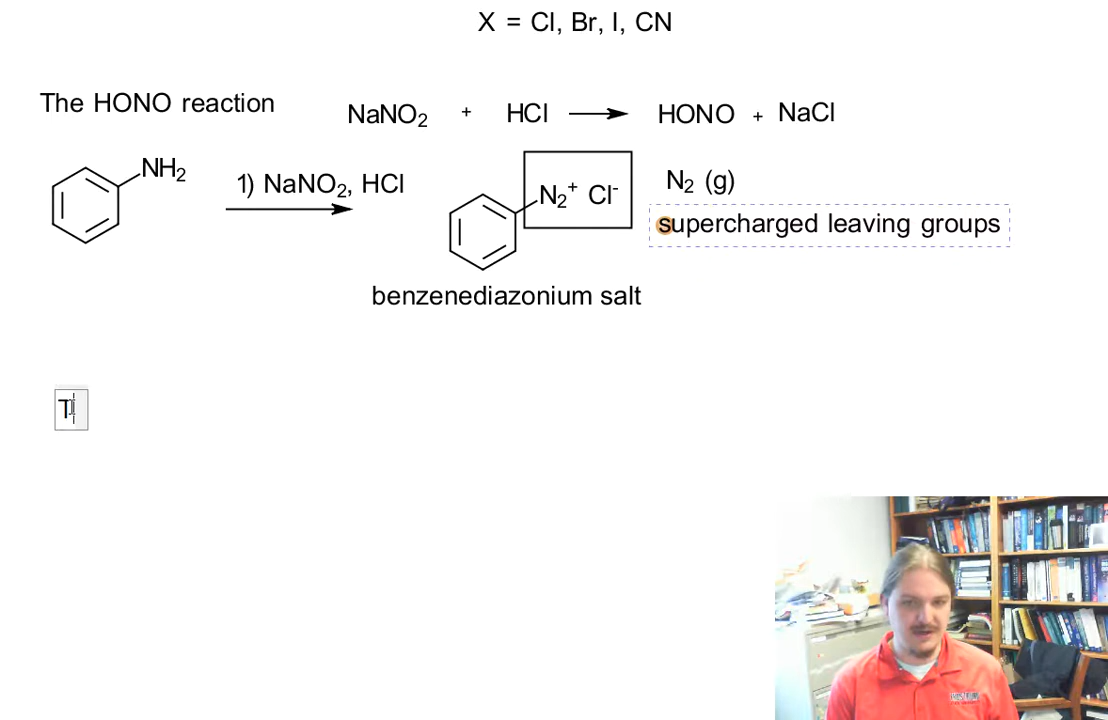 X = Cl, Br, I, CN
The HONO reaction
NaNO₂ + HCl ⟶ HONO + NaCl
NH₂
1) NaNO₂, HCl
N₂⁺ Cl⁻
N₂ (g)
supercharged leaving groups
benzenediazonium salt
T